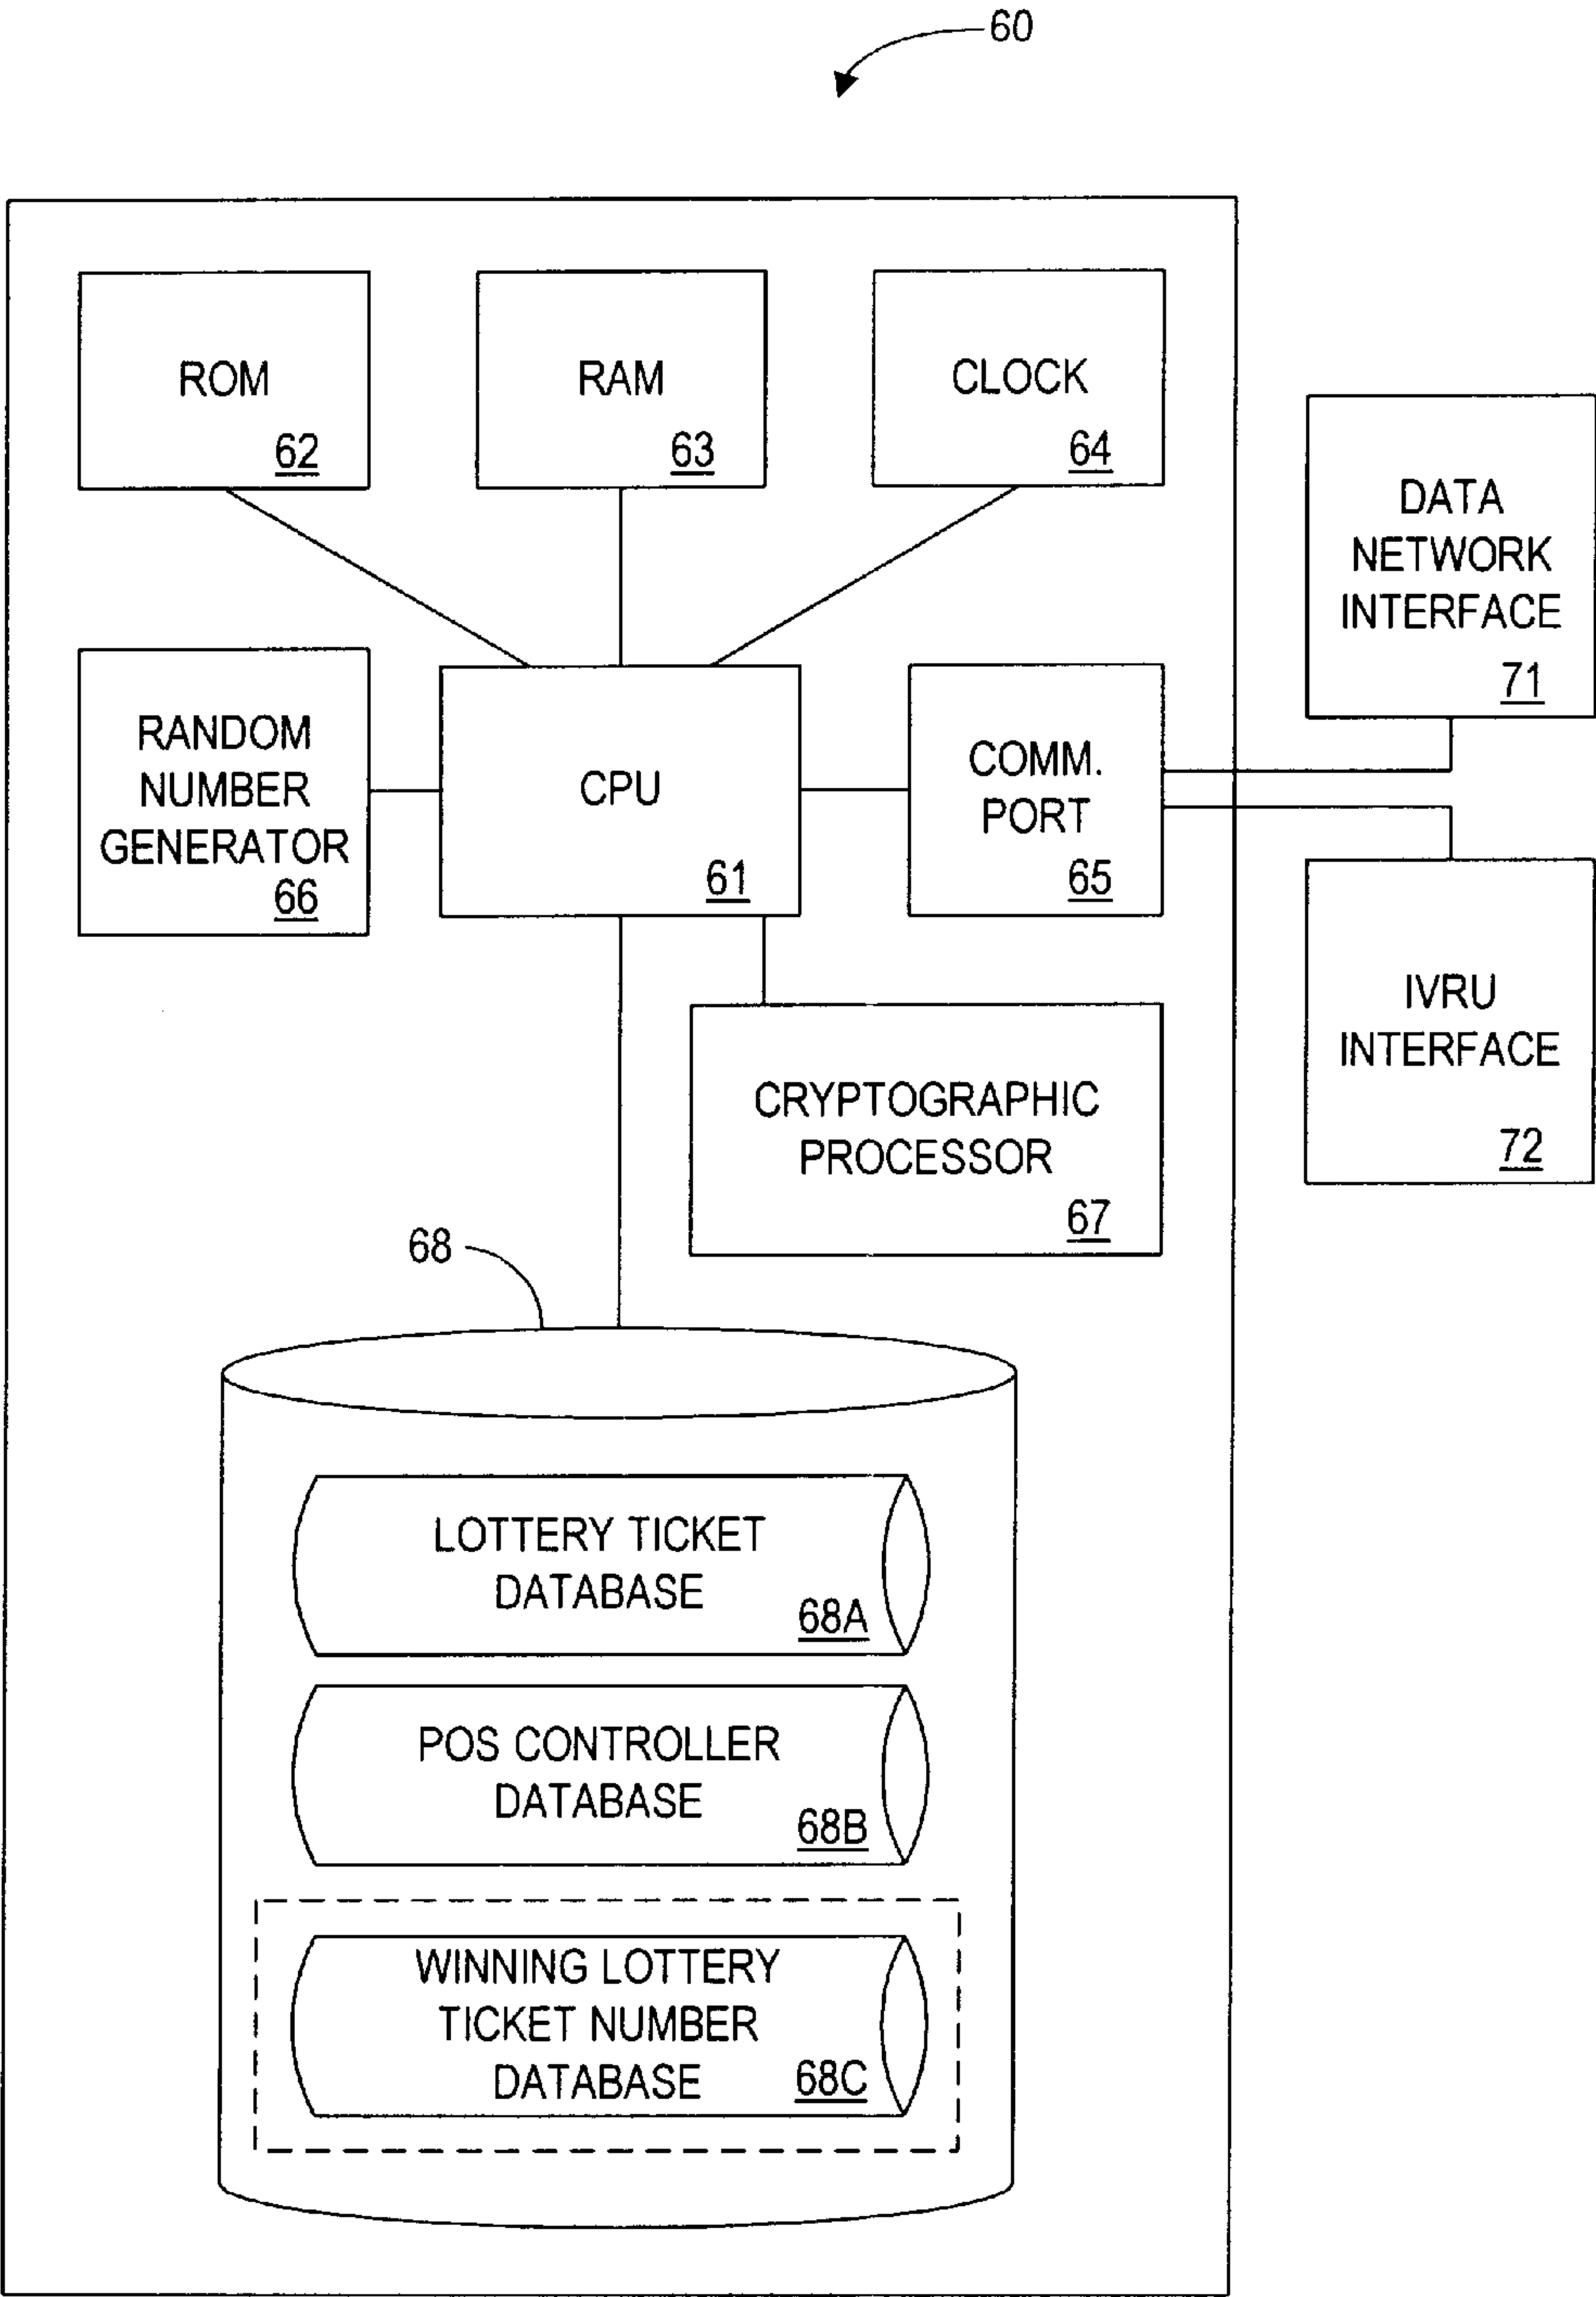 60
ROM
62
RAM
63
CLOCK
64
DATA
NETWORK
INTERFACE
71
RANDOM
NUMBER
GENERATOR
66
CPU
61
COMM.
PORT
65
IVRU
INTERFACE
72
CRYPTOGRAPHIC
PROCESSOR
67
68
LOTTERY TICKET
DATABASE
68A
POS CONTROLLER
DATABASE
68B
WINNING LOTTERY
TICKET NUMBER
DATABASE
68C